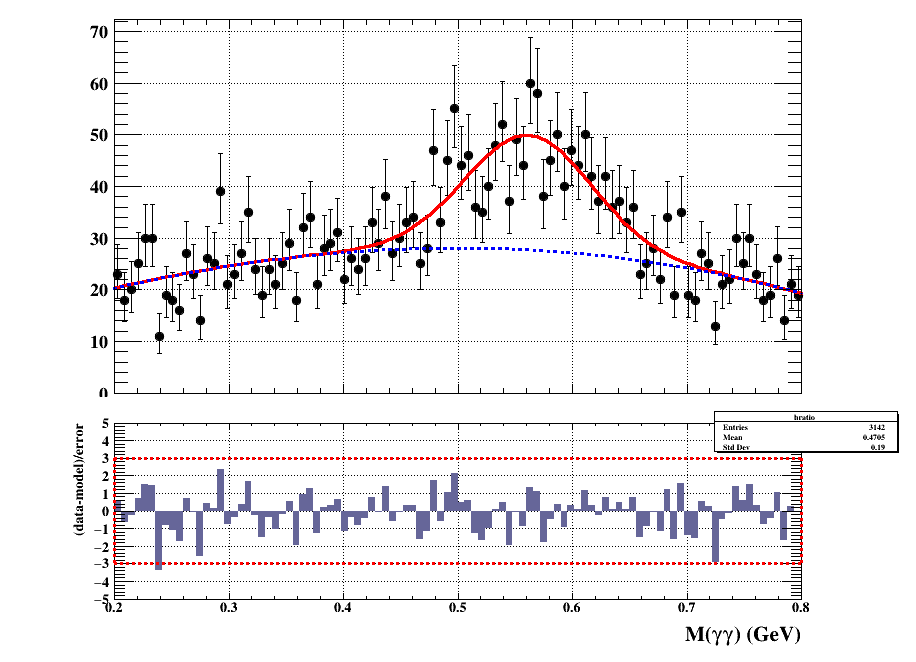 70
60
50
40
30
20
10
0
hratio
Entries 3142
Mean 0.4705
Std Dev 0.19
(data-model)/error
5
4
3
2
1
0
−1
−2
−3
−4
−5
0.2 0.3 0.4 0.5 0.6 0.7 0.8
M(γγ) (GeV)